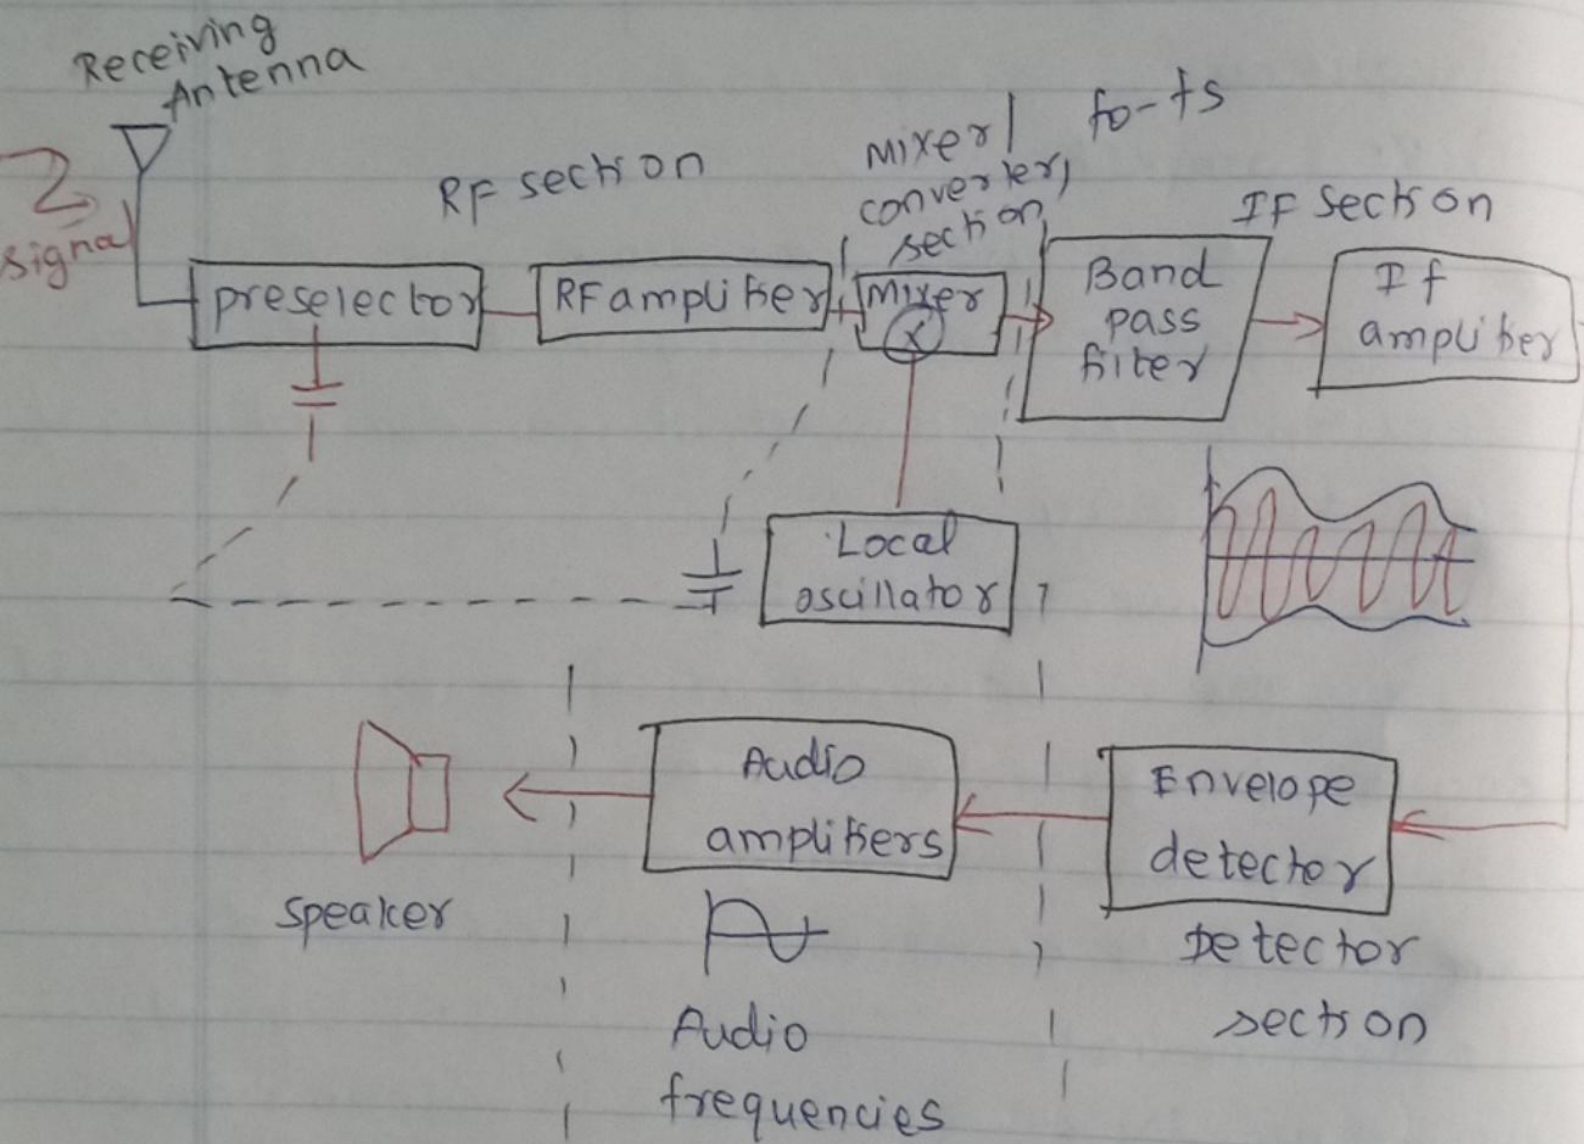 Receiving
Antenna
signal
RF section
Mixer/
converter,
section
fo-fs
IF section
preselector
RF amplifier
Mixer
X
Band
pass
filter
If
amplifier
Local
oscillator
Audio
amplifiers
Envelope
detector
speaker
Detector
section
Audio
frequencies